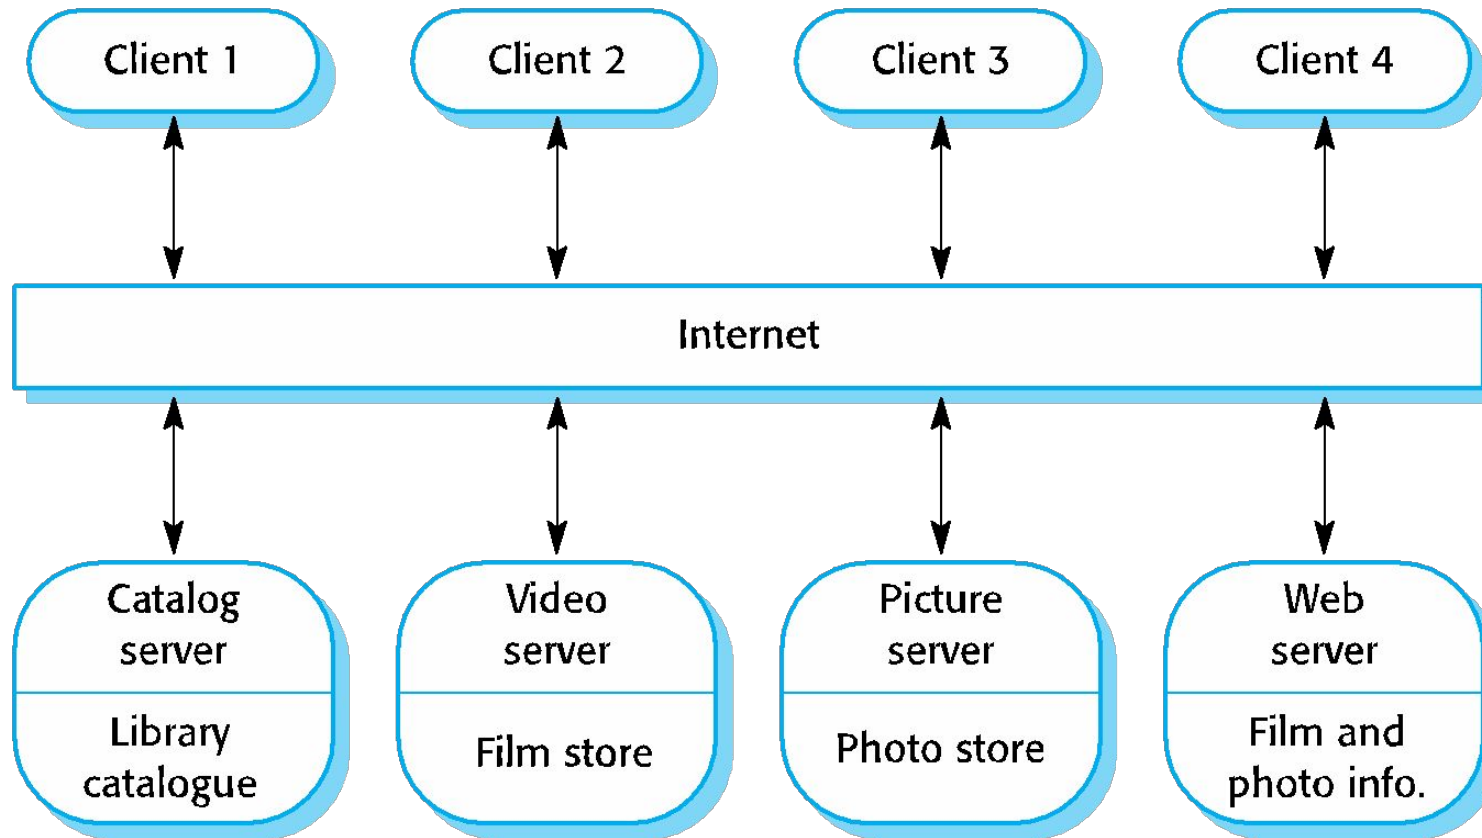 Client 1
Client 2
Client 3
Client 4
Internet
Catalog
server
Library
catalogue
Video
server
Film store
Picture
server
Photo store
Web
server
Film and
photo info.